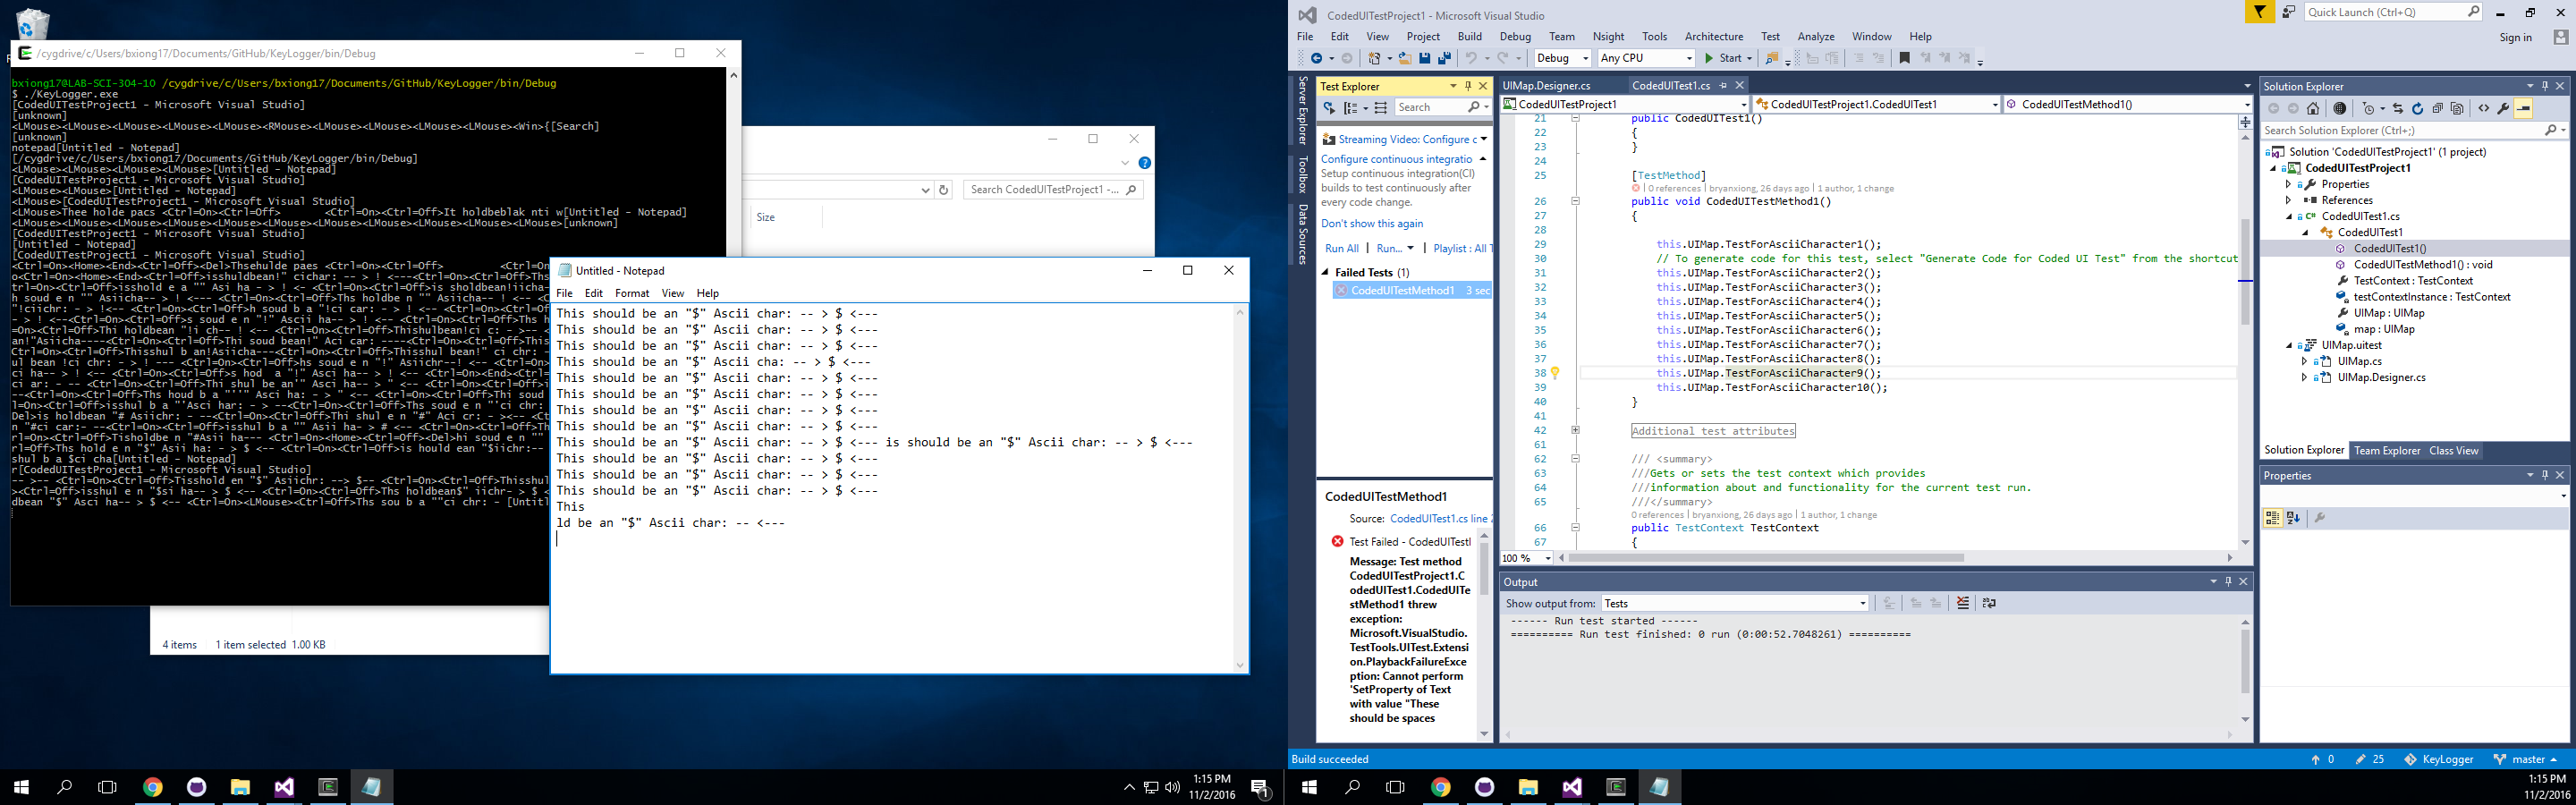 /cygdrive/c/Users/bxiong17/Documents/GitHub/KeyLogger/bin/Debug
bxiong17@LAB-SCI-304-10 /cygdrive/c/Users/bxiong17/Documents/GitHub/KeyLogger/bin/Debug
$ ./KeyLogger.exe
[CodedUITestProject1 - Microsoft Visual Studio]
[unknown]
<LMouse><LMouse><LMouse><LMouse><LMouse><RMouse><LMouse><LMouse><LMouse><LMouse><Win>{[Search]
[unknown]
notepad[Untitled - Notepad]
[/cygdrive/c/Users/bxiong17/Documents/GitHub/KeyLogger/bin/Debug]
<LMouse><LMouse><LMouse><LMouse>[Untitled - Notepad]
[CodedUITestProject1 - Microsoft Visual Studio]
<LMouse><LMouse>[Untitled - Notepad]
<LMouse>[CodedUITestProject1 - Microsoft Visual Studio]
<LMouse>Thee holde pacs <Ctrl=On><Ctrl=Off> <Ctrl=On><Ctrl=Off>It holdbeblak nti w[Untitled - Notepad]
<LMouse><LMouse><LMouse><LMouse><LMouse><LMouse><LMouse><LMouse><LMouse><LMouse><LMouse>[unknown]
[CodedUITestProject1 - Microsoft Visual Studio]
[Untitled - Notepad]
[CodedUITestProject1 - Microsoft Visual Studio]
shul b a $ci cha[Untitled - Notepad]
r[CodedUITestProject1 - Microsoft Visual Studio]
Search CodedUITestProject1 -...
Size
4 items 1 item selected 1.00 KB
Untitled - Notepad
File Edit Format View Help
This should be an "$" Ascii char: -- > $ <---
This should be an "$" Ascii char: -- > $ <---
This should be an "$" Ascii char: -- > $ <---
This should be an "$" Ascii cha: -- > $ <---
This should be an "$" Ascii char: -- > $ <---
This should be an "$" Ascii char: -- > $ <---
This should be an "$" Ascii char: -- > $ <---
This should be an "$" Ascii char: -- > $ <---
This should be an "$" Ascii char: -- > $ <--- is should be an "$" Ascii char: -- > $ <---
This should be an "$" Ascii char: -- > $ <---
This should be an "$" Ascii char: -- > $ <---
This should be an "$" Ascii char: -- > $ <---
This
ld be an "$" Ascii char: -- <---
1:15 PM
11/2/2016
CodedUITestProject1 - Microsoft Visual Studio
Quick Launch (Ctrl+Q)
File Edit View Project Build Debug Team Nsight Tools Architecture Test Analyze Window Help
Sign in
Debug Any CPU Start
Server Explorer
Toolbox
Data Sources
Test Explorer
Search
Streaming Video: Configure c
Configure continuous integratio
Setup continuous integration(CI)
builds to test continuously after
every code change.
Don't show this again
Run All | Run... | Playlist : All T
Failed Tests (1)
CodedUITestMethod1 3 sec
CodedUITestMethod1
Source: CodedUITest1.cs line 2
Test Failed - CodedUITestI
Message: Test method
CodedUITestProject1.C
odedUITest1.CodedUITe
stMethod1 threw
exception:
Microsoft.VisualStudio.
TestTools.UITest.Extensi
on.PlaybackFailureExce
ption: Cannot perform
'SetProperty of Text
with value "These
should be spaces
UIMap.Designer.cs CodedUITest1.cs
CodedUITestProject1 CodedUITestProject1.CodedUITest1 CodedUITestMethod1()
21 public CodedUITest1()
22 {
23 }
24
25 [TestMethod]
0 references | bryanxiong, 26 days ago | 1 author, 1 change
26 public void CodedUITestMethod1()
27 {
28
29 this.UIMap.TestForAsciiCharacter1();
30 // To generate code for this test, select "Generate Code for Coded UI Test" from the shortcut
31 this.UIMap.TestForAsciiCharacter2();
32 this.UIMap.TestForAsciiCharacter3();
33 this.UIMap.TestForAsciiCharacter4();
34 this.UIMap.TestForAsciiCharacter5();
35 this.UIMap.TestForAsciiCharacter6();
36 this.UIMap.TestForAsciiCharacter7();
37 this.UIMap.TestForAsciiCharacter8();
38 this.UIMap.TestForAsciiCharacter9();
39 this.UIMap.TestForAsciiCharacter10();
40 }
41
42 Additional test attributes
61
62 /// <summary>
63 ///Gets or sets the test context which provides
64 ///information about and functionality for the current test run.
65 ///</summary>
0 references | bryanxiong, 26 days ago | 1 author, 1 change
66 public TestContext TestContext
67 {
100 %
Output
Show output from: Tests
------ Run test started ------
========== Run test finished: 0 run (0:00:52.7048261) ==========
Solution Explorer
Search Solution Explorer (Ctrl+;)
Solution 'CodedUITestProject1' (1 project)
CodedUITestProject1
Properties
References
CodedUITest1.cs
CodedUITest1
CodedUITest1()
CodedUITestMethod1() : void
TestContext : TestContext
testContextInstance : TestContext
UIMap : UIMap
map : UIMap
UIMap.uitest
UIMap.cs
UIMap.Designer.cs
Solution Explorer Team Explorer Class View
Properties
Build succeeded
0 25 KeyLogger master
1:15 PM
11/2/2016